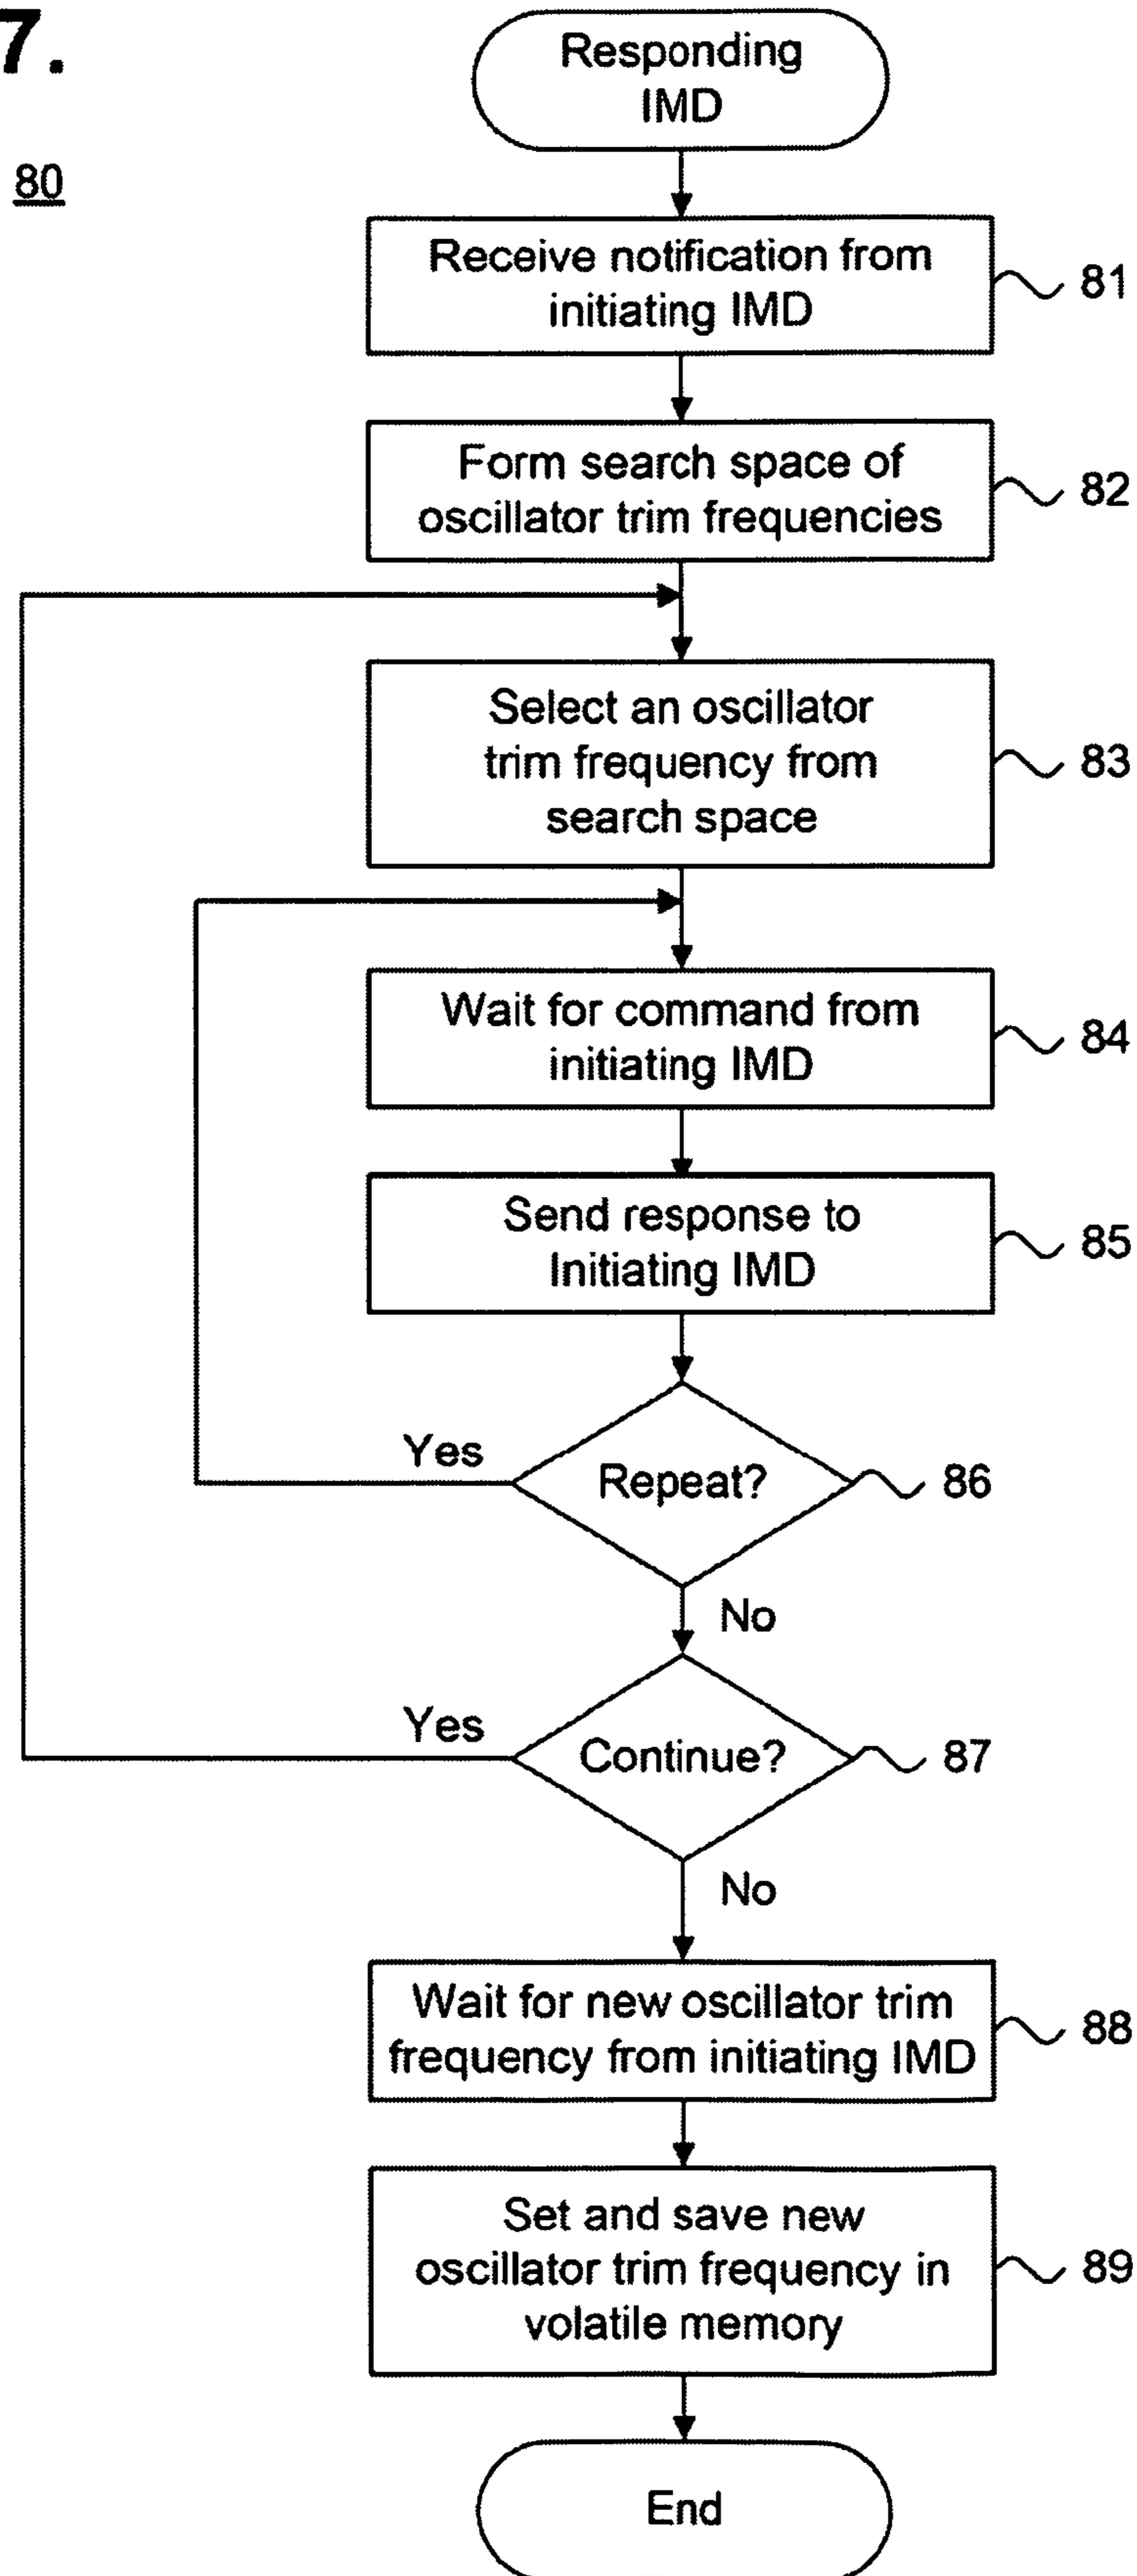 7.
80
Responding
IMD
Receive notification from
initiating IMD
81
Form search space of
oscillator trim frequencies
82
Select an oscillator
trim frequency from
search space
83
Wait for command from
initiating IMD
84
Send response to
Initiating IMD
85
Yes
Repeat?
86
No
Yes
Continue?
87
No
Wait for new oscillator trim
frequency from initiating IMD
88
Set and save new
oscillator trim frequency in
volatile memory
89
End